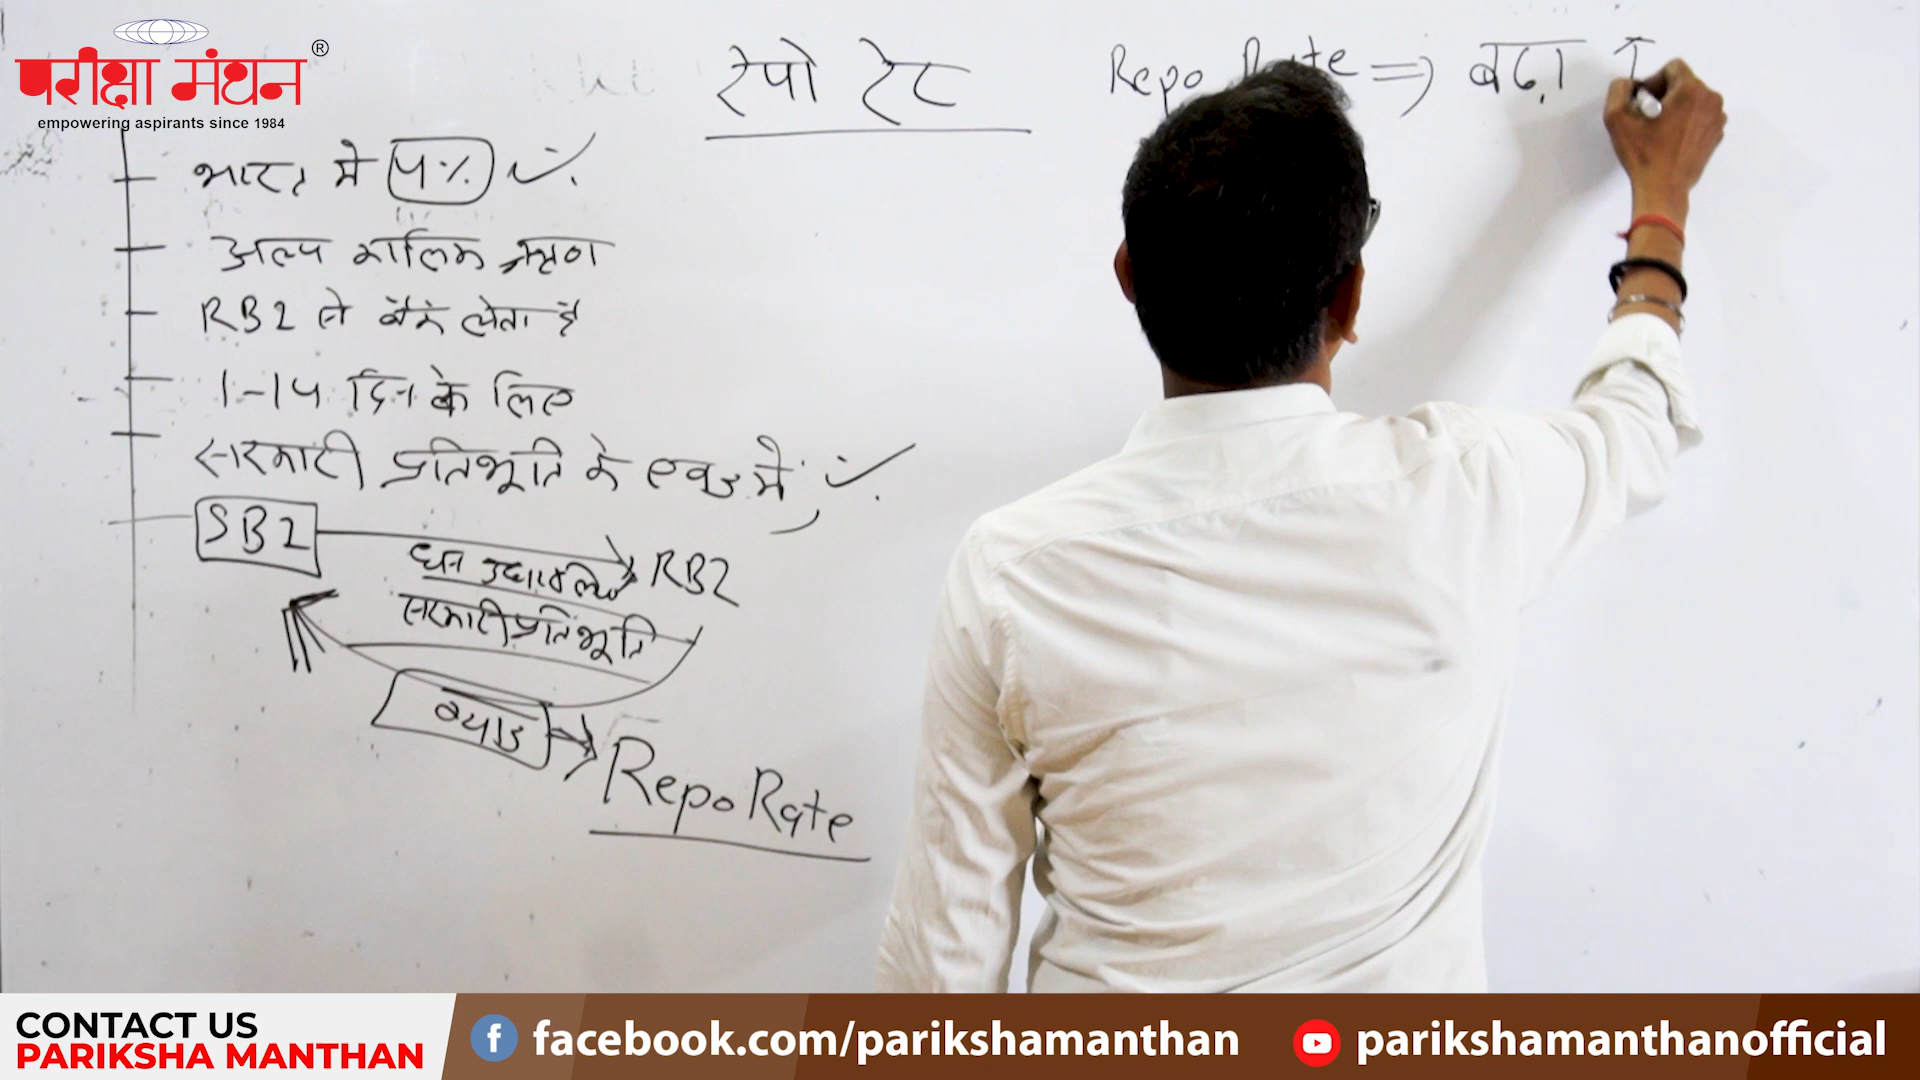 परीक्षा मंथन ®
empowering aspirants since 1984
रेपो रेट
Repo Rate ⇒ बढ़ा
भारत में 4%
अल्प कालिक ऋण
RBI से बैंक लेता है
1-14 दिन के लिए
सरकारी प्रतिभूति के एवज में
SBI
धन उधार लिया
RBI
सरकारी प्रतिभूति
ब्याज
Repo Rate
CONTACT US
PARIKSHA MANTHAN
facebook.com/parikshamanthan
parikshamanthanofficial